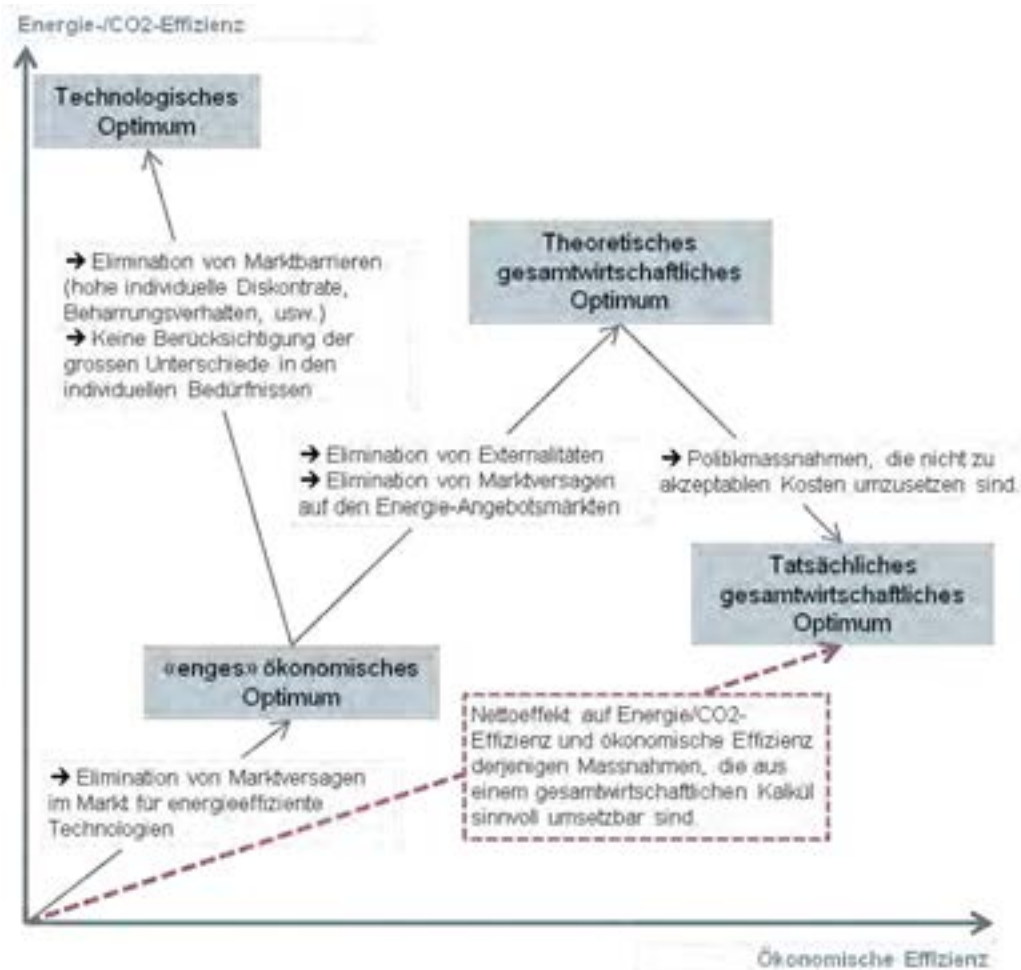 Energie-/CO2-Effizienz
Technologisches
Optimum
➔ Elimination von Marktbarrieren
(hohe individuelle Diskontrate,
Beharrungsverhalten, usw.)
➔ Keine Berücksichtigung der
grossen Unterschiede in den
individuellen Bedürfnissen
Theoretisches
gesamtwirtschaftliches
Optimum
➔ Elimination von Externalitäten
➔ Elimination von Marktversagen
auf den Energie-Angebotsmärkten
➔ Politikmassnahmen, die nicht zu
akzeptablen Kosten umzusetzen sind.
Tatsächliches
gesamtwirtschaftliches
Optimum
«enges» ökonomisches
Optimum
➔ Elimination von Marktversagen
im Markt für energieeffiziente
Technologien
Nettoeffekt auf Energie/CO2-
Effizienz und ökonomische Effizienz
derjenigen Massnahmen, die aus
einem gesamtwirtschaftlichen Kalkül
sinnvoll umsetzbar sind.
Ökonomische Effizienz